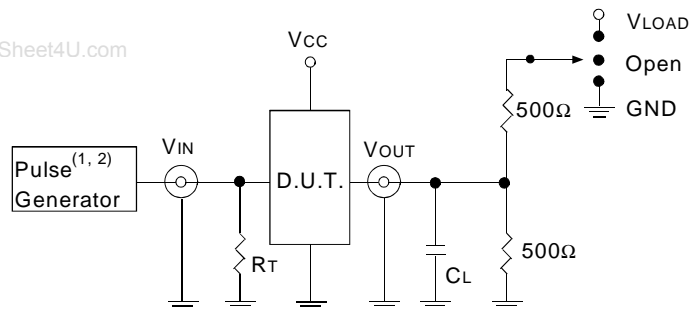 VLOAD
Sheet4U.com
VCC
Open
500Ω
GND
VIN
VOUT
Pulse(1, 2)
Generator
D.U.T.
RT
CL
500Ω